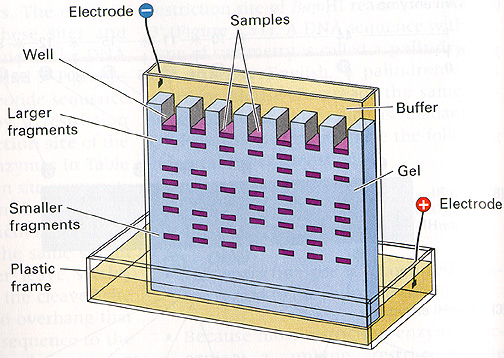 Electrode −
Samples
Well
Buffer
Larger
fragments
Gel
+ Electrode
Smaller
fragments
Plastic
frame